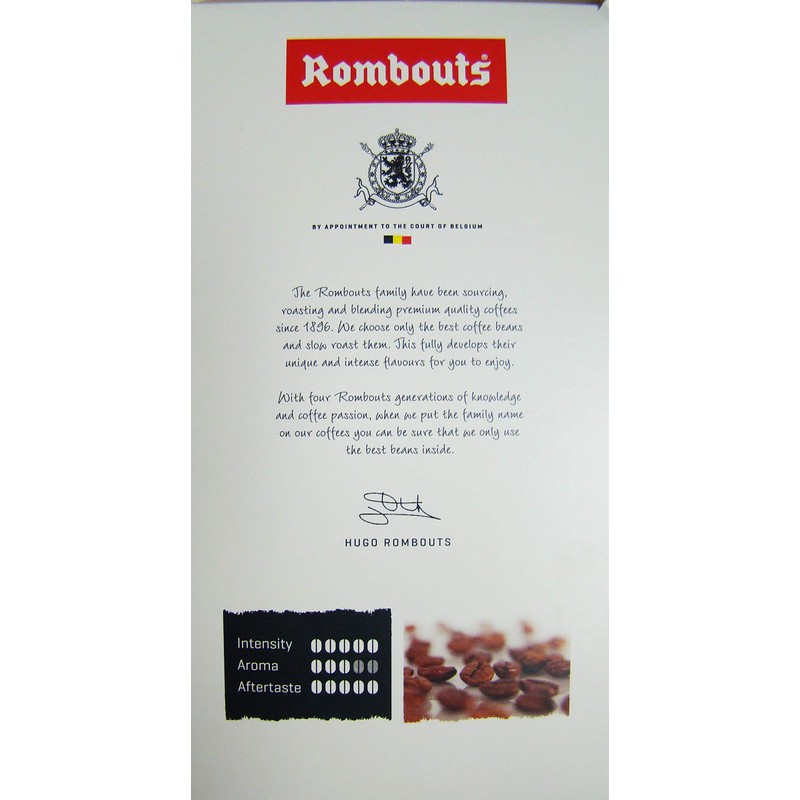 Rombouts®
BY APPOINTMENT TO THE COURT OF BELGIUM
The Rombouts family have been sourcing,
roasting and blending premium quality coffees
since 1896. We choose only the best coffee beans
and slow roast them. This fully develops their
unique and intense flavours for you to enjoy.
With four Rombouts generations of knowledge
and coffee passion, when we put the family name
on our coffees you can be sure that we only use
the best beans inside.
HUGO ROMBOUTS
Intensity
Aroma
Aftertaste